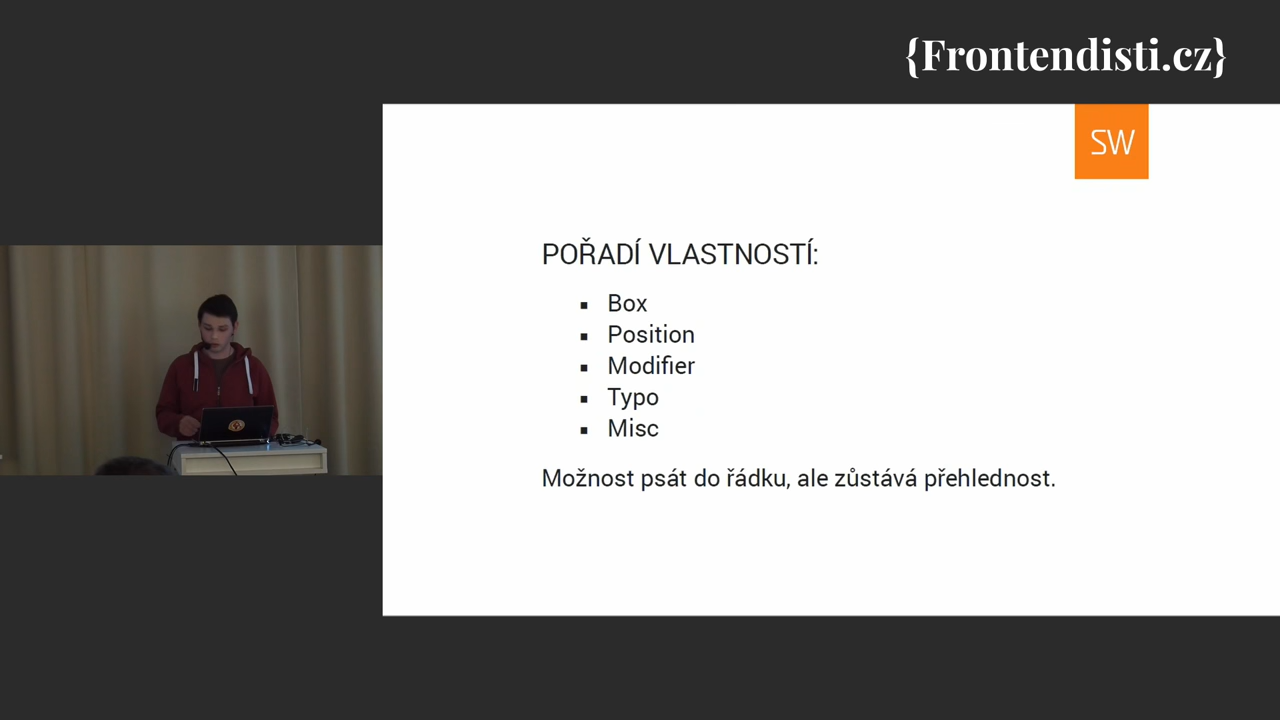 {Frontendisti.cz}
SW
POŘADÍ VLASTNOSTÍ:
▪ Box
▪ Position
▪ Modifier
▪ Typo
▪ Misc
Možnost psát do řádku, ale zůstává přehlednost.